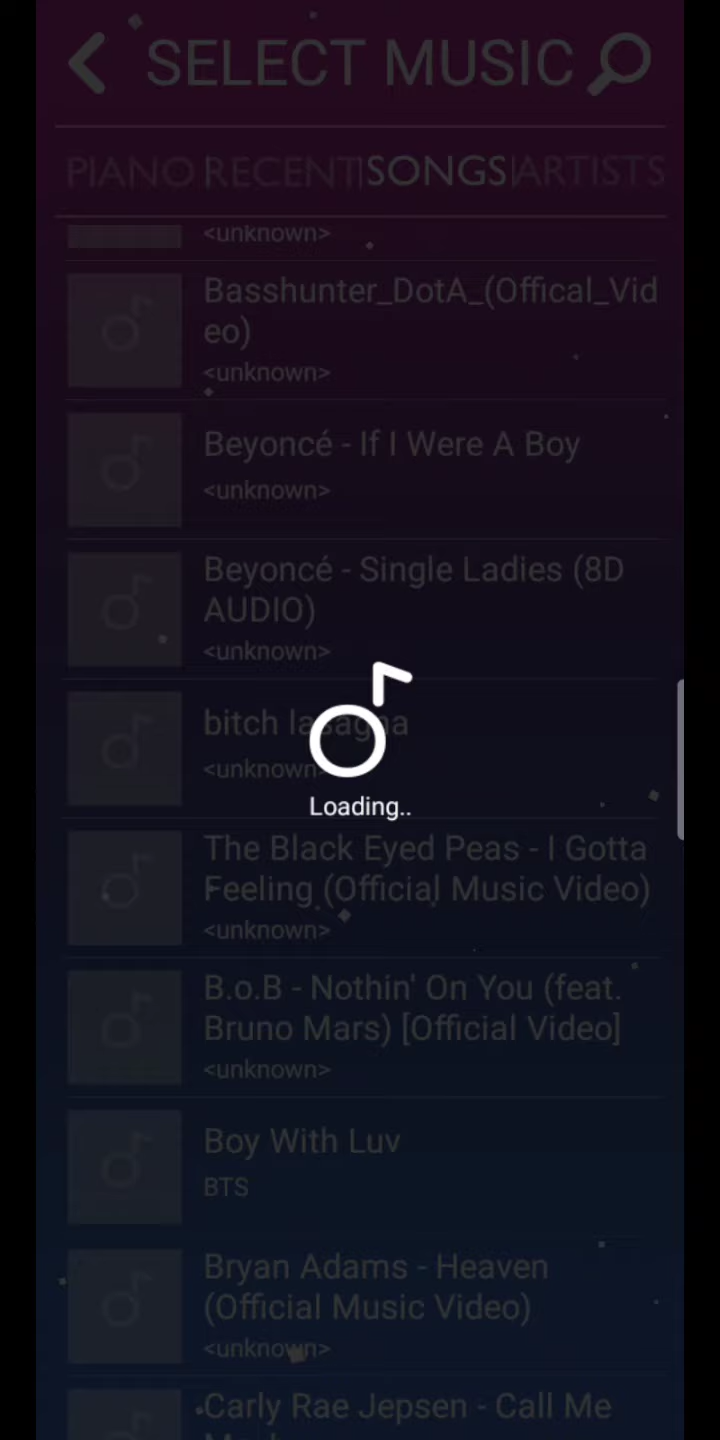 SELECT MUSIC
PIANO RECENT SONGS ARTISTS
<unknown>
Basshunter_DotA_(Offical_Vid
eo)
<unknown>
Beyoncé - If I Were A Boy
<unknown>
Beyoncé - Single Ladies (8D
AUDIO)
<unknown>
bitch lasagna
<unknown>
Loading..
The Black Eyed Peas - I Gotta
Feeling (Official Music Video)
<unknown>
B.o.B - Nothin' On You (feat.
Bruno Mars) [Official Video]
<unknown>
Boy With Luv
BTS
Bryan Adams - Heaven
(Official Music Video)
<unknown>
Carly Rae Jepsen - Call Me